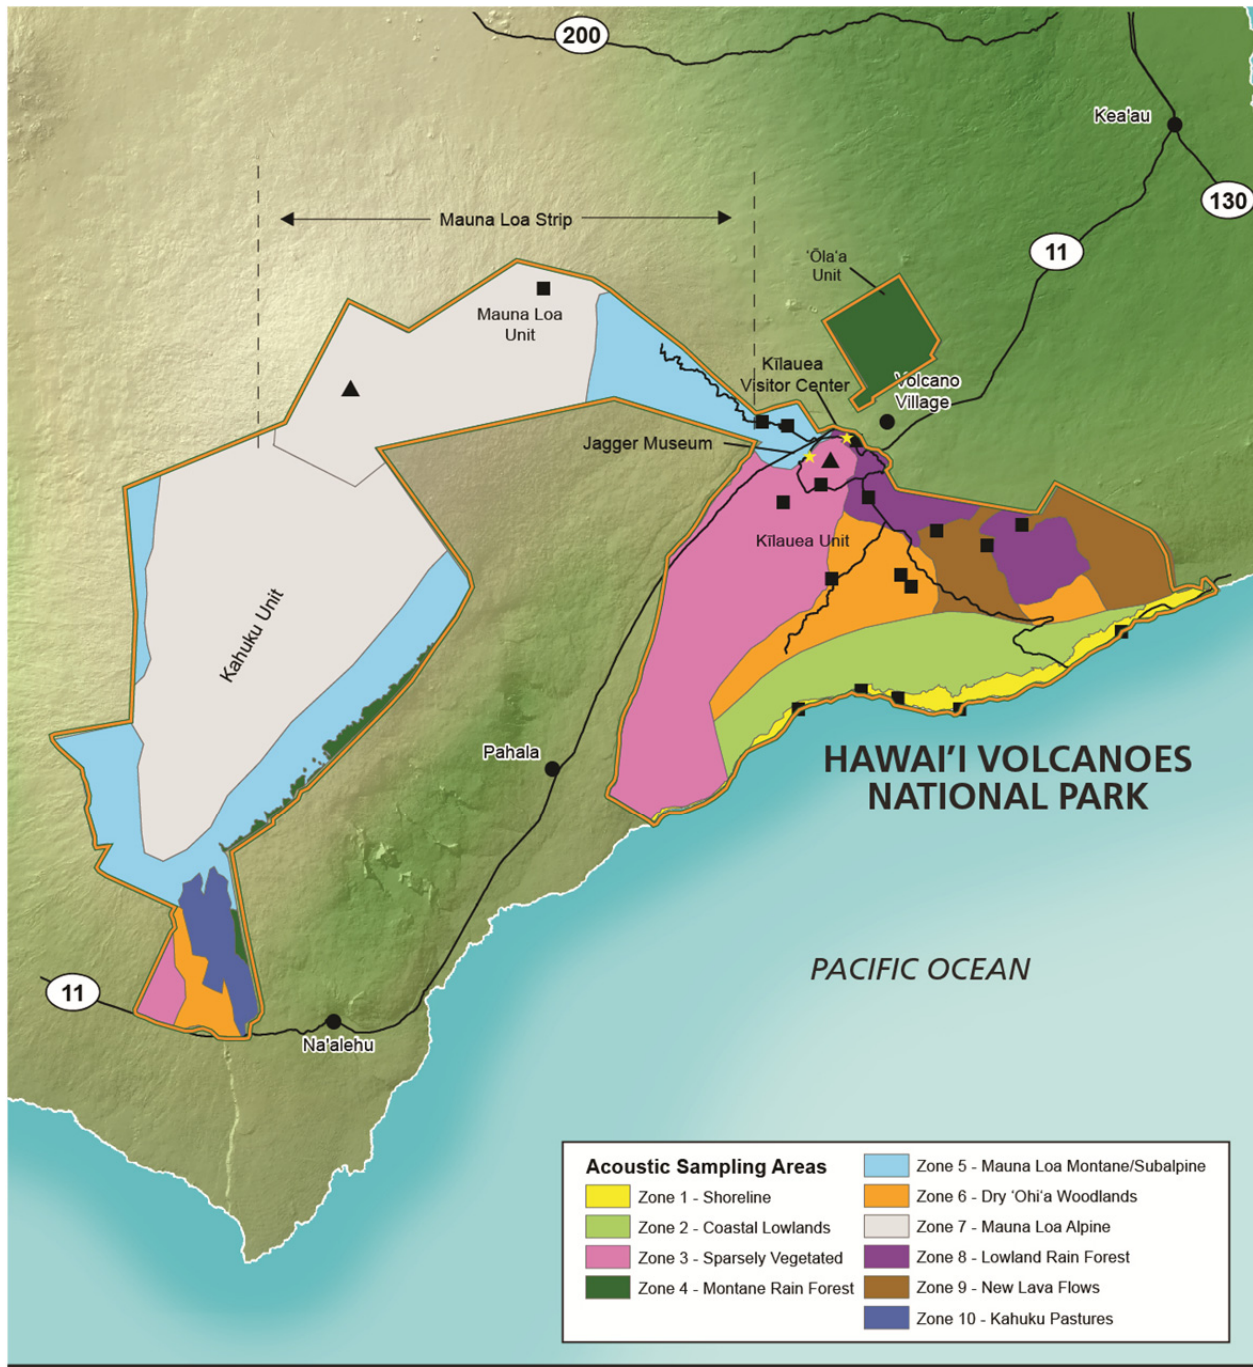 200
Kea'au
130
Mauna Loa Strip
11
'Ōla'a
Unit
Mauna Loa
Unit
Kīlauea
Visitor Center
Volcano
Village
Jagger Museum
Kīlauea Unit
Kahuku Unit
Pahala
HAWAI'I VOLCANOES
NATIONAL PARK
PACIFIC OCEAN
11
Na'alehu
Acoustic Sampling Areas
Zone 1 - Shoreline
Zone 2 - Coastal Lowlands
Zone 3 - Sparsely Vegetated
Zone 4 - Montane Rain Forest
Zone 5 - Mauna Loa Montane/Subalpine
Zone 6 - Dry 'Ohi'a Woodlands
Zone 7 - Mauna Loa Alpine
Zone 8 - Lowland Rain Forest
Zone 9 - New Lava Flows
Zone 10 - Kahuku Pastures